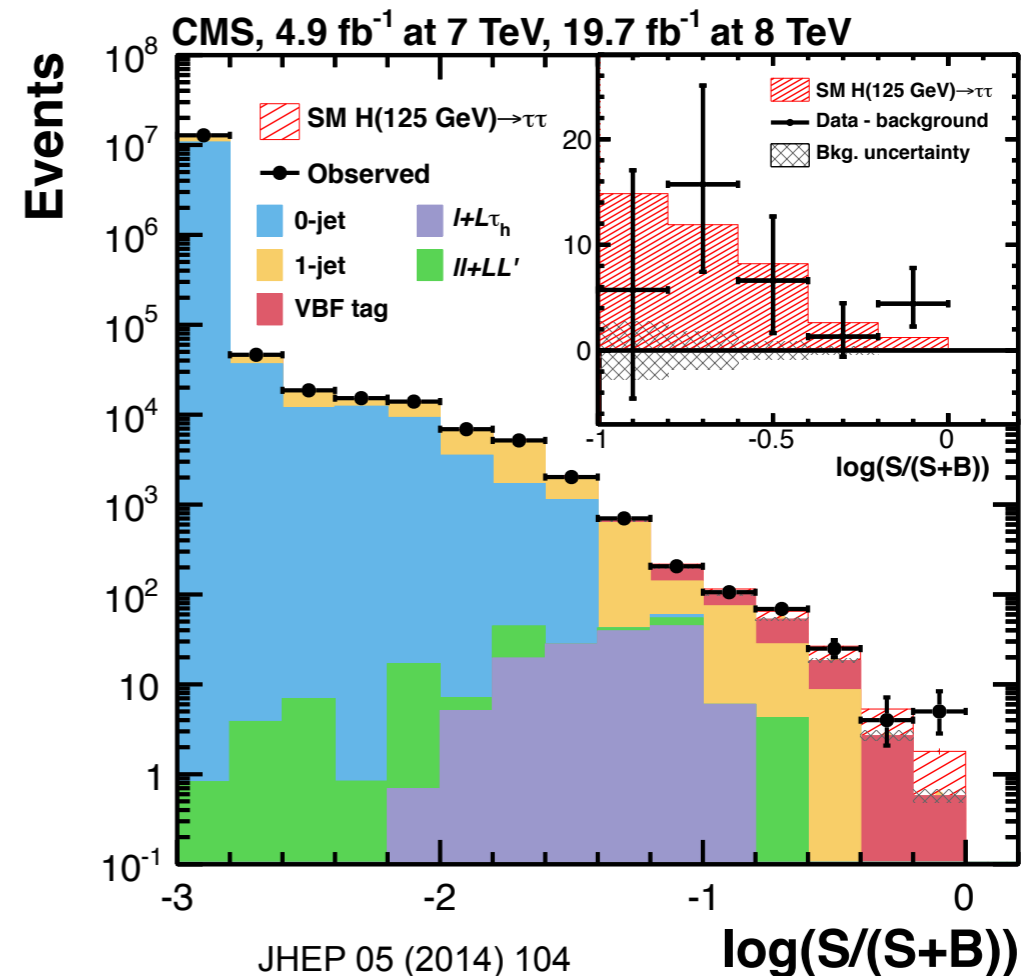 CMS, 4.9 fb⁻¹ at 7 TeV, 19.7 fb⁻¹ at 8 TeV
Events
10⁸
10⁷
10⁶
10⁵
10⁴
10³
10²
10
1
10⁻¹
SM H(125 GeV)→ττ
Observed
0-jet
1-jet
VBF tag
l+Lτₕ
ll+LL'
SM H(125 GeV)→ττ
Data - background
Bkg. uncertainty
20
10
0
-1 -0.5 0
log(S/(S+B))
-3 -2 -1 0
JHEP 05 (2014) 104
log(S/(S+B))